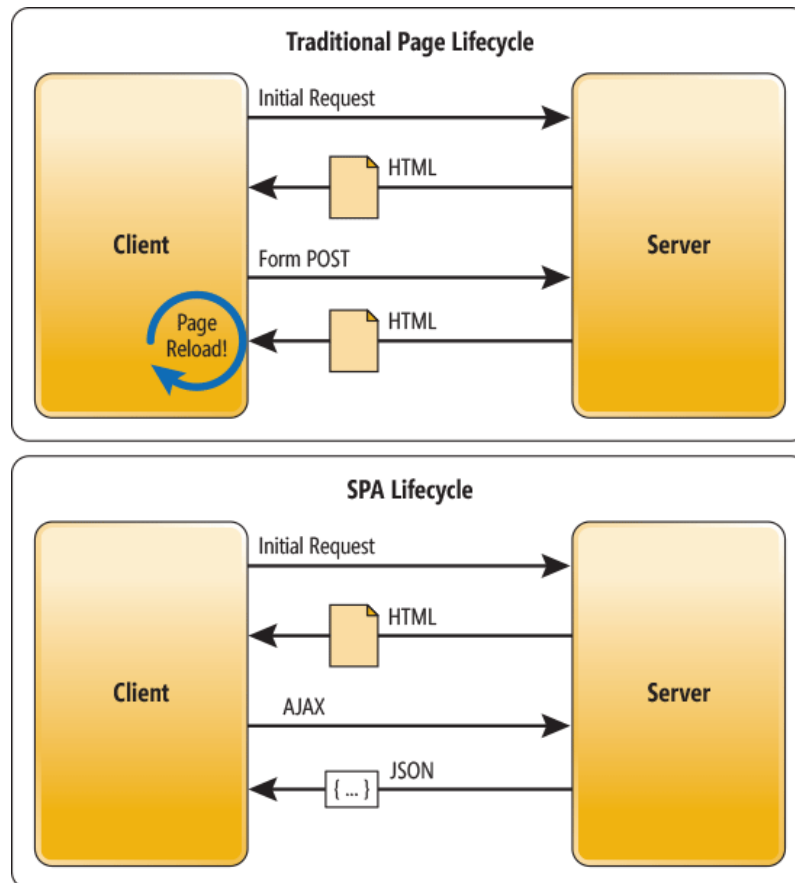 Traditional Page Lifecycle
Initial Request
HTML
Client
Server
Form POST
Page
Reload!
HTML
SPA Lifecycle
Initial Request
HTML
Client
Server
AJAX
JSON
{ ... }